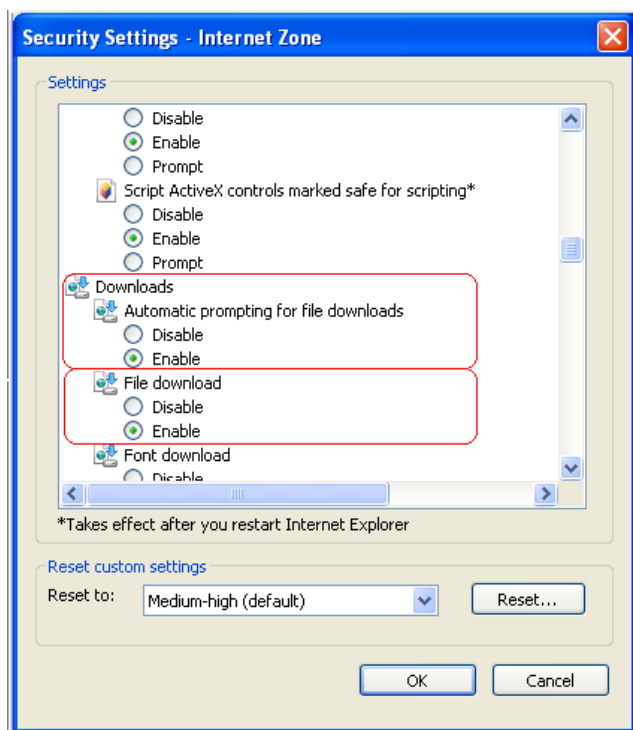 Security Settings - Internet Zone
Settings
Disable
Enable
Prompt
Script ActiveX controls marked safe for scripting*
Disable
Enable
Prompt
Downloads
Automatic prompting for file downloads
Disable
Enable
File download
Disable
Enable
Font download
Disable
*Takes effect after you restart Internet Explorer
Reset custom settings
Reset to: Medium-high (default) Reset...
OK Cancel